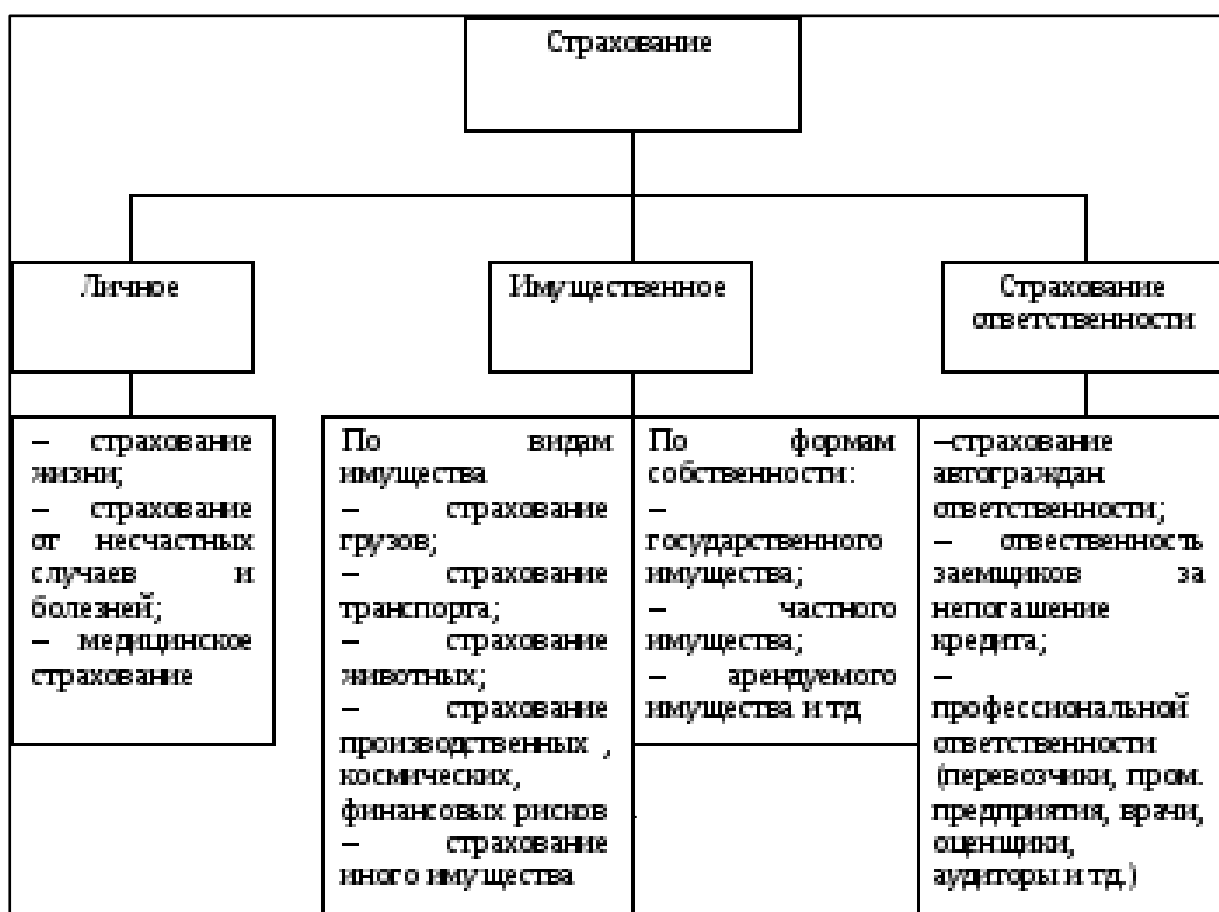 Страхование
Личное
Имущественное
Страхование
ответственности
– страхование
жизни;
– страхование
от несчастных
случаев и
болезней;
– медицинское
страхование
По видам
имущества
– страхование
грузов;
– страхование
транспорта;
– страхование
животных;
– страхование
производственных ,
космических,
финансовых рисков
– страхование
иного имущества
По формам
собственности:
–
государственного
имущества;
– частного
имущества;
– арендуемого
имущества и т.д
–страхование
автограждан.
ответственности;
– отвественность
заемщиков за
непогашение
кредита;
–
профессиональной
ответственности
(перевозчики, пром.
предприятия, врачи,
оценщики,
аудиторы и т.д.)